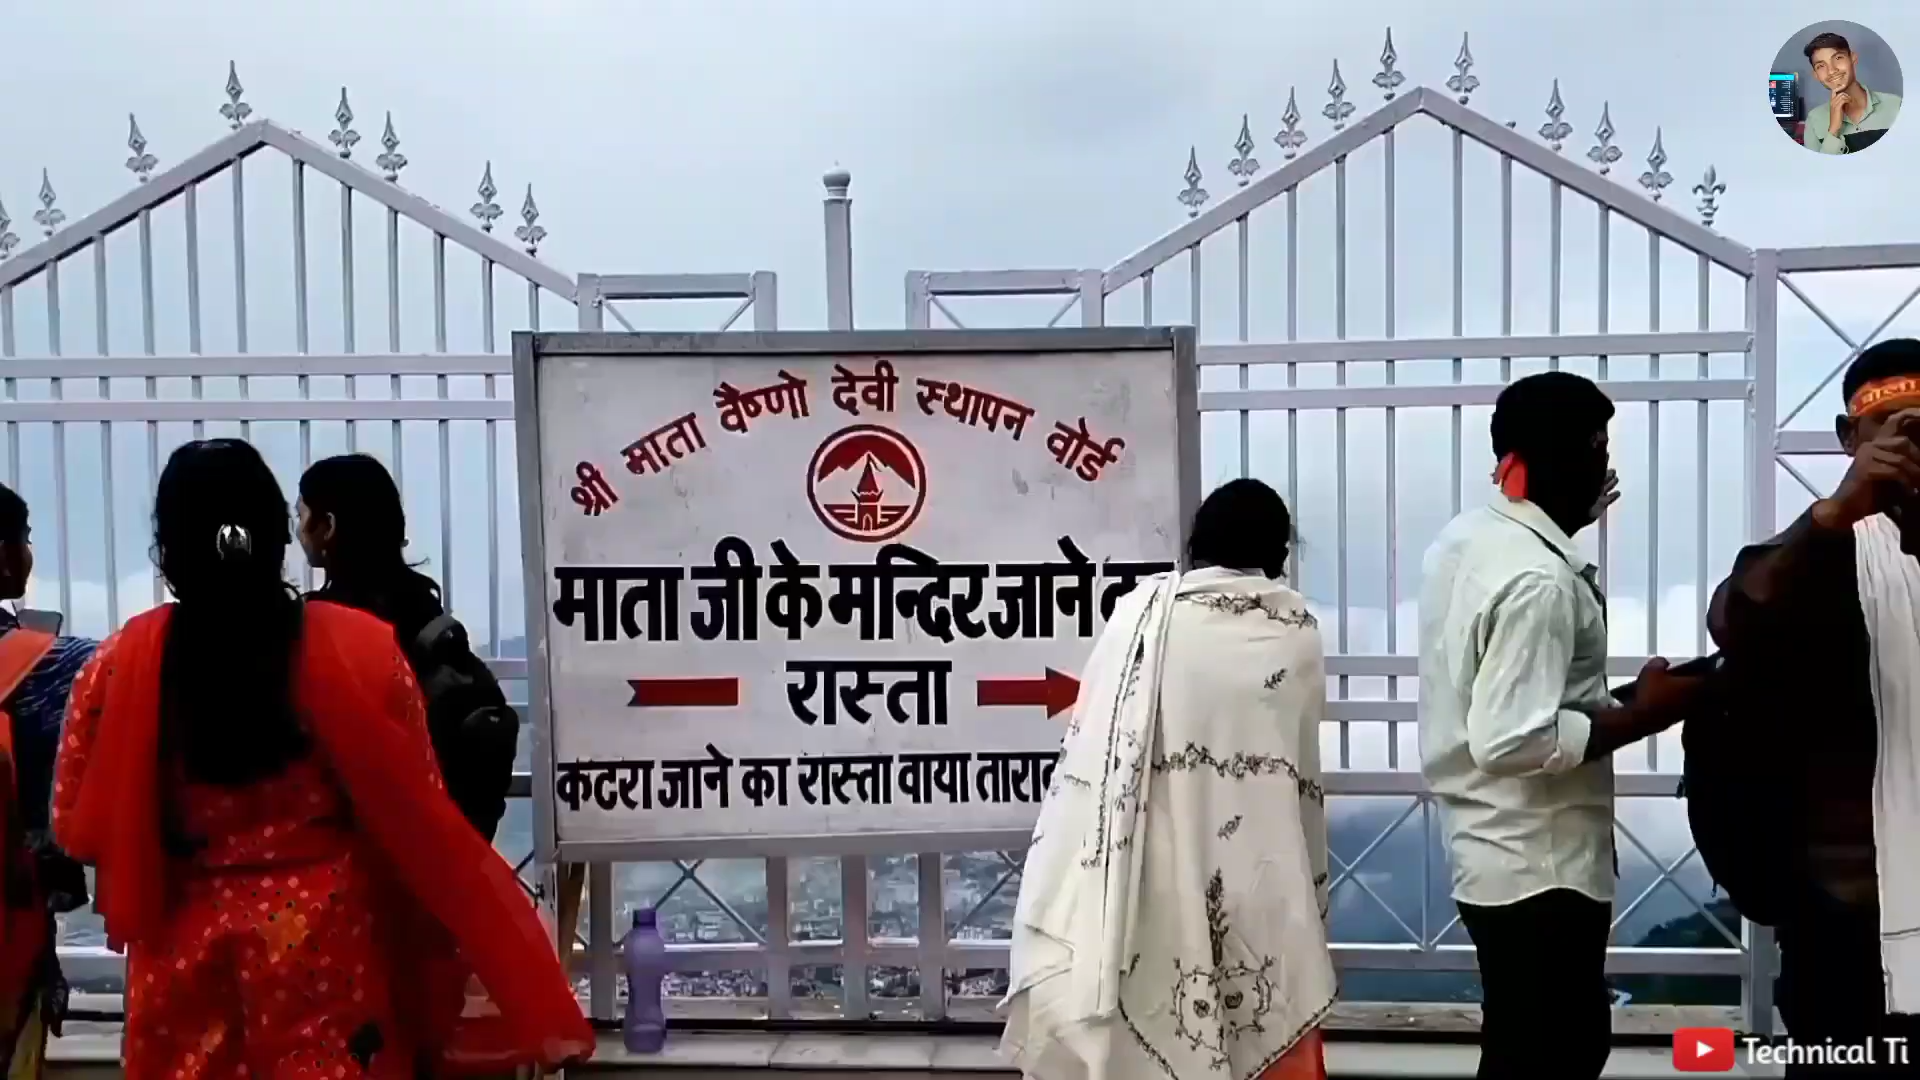 श्री माता वैष्णो देवी स्थापन वोर्ड
माता जी के मन्दिर जाने
रास्ता
कटरा जाने का रास्ता वाया
Technical Ti